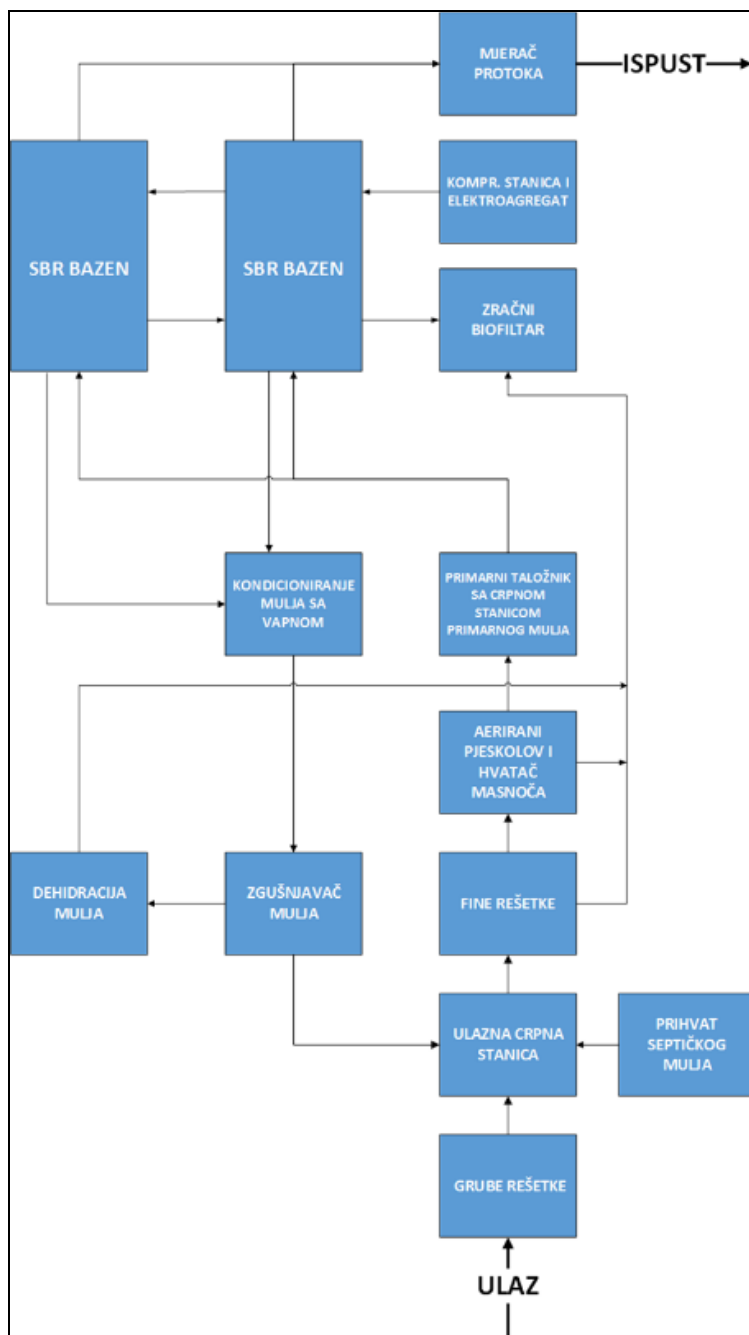 MJERAČ
PROTOKA
ISPUST
SBR BAZEN
SBR BAZEN
KOMPR. STANICA I
ELEKTROAGREGAT
ZRAČNI
BIOFILTAR
KONDICIONIRANJE
MULJA SA
VAPNOM
PRIMARNI TALOŽNIK
SA CRPNOM
STANICOM
PRIMARNOG MULJA
AERIRANI
PJESKOLOV I
HVATAČ
MASNOČA
DEHIDRACIJA
MULJA
ZGUŠNJAVAČ
MULJA
FINE REŠETKE
ULAZNA CRPNA
STANICA
PRIHVAT
SEPTIČKOG
MULJA
GRUBE REŠETKE
ULAZ